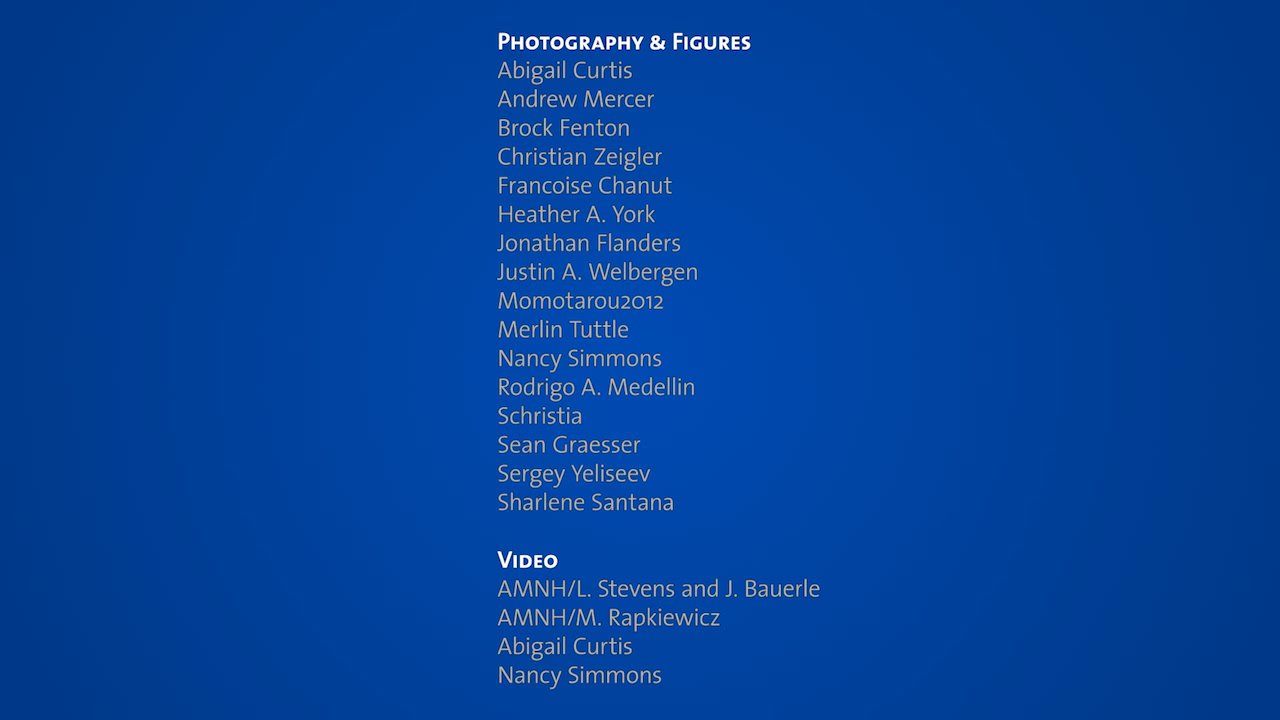 Photography & Figures
Abigail Curtis
Andrew Mercer
Brock Fenton
Christian Zeigler
Francoise Chanut
Heather A. York
Jonathan Flanders
Justin A. Welbergen
Momotarou2012
Merlin Tuttle
Nancy Simmons
Rodrigo A. Medellin
Schristia
Sean Graesser
Sergey Yeliseev
Sharlene Santana
Video
AMNH/L. Stevens and J. Bauerle
AMNH/M. Rapkiewicz
Abigail Curtis
Nancy Simmons